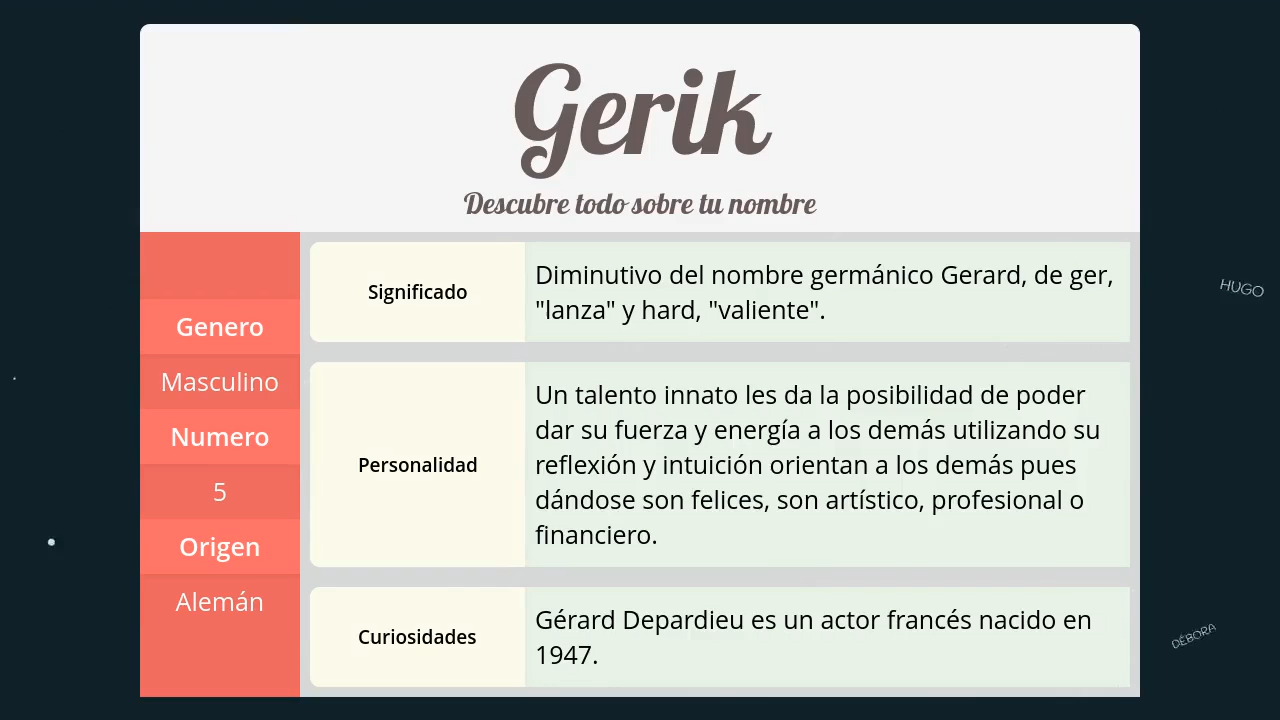 Gerik
Descubre todo sobre tu nombre
Genero
Masculino
Numero
5
Origen
Alemán
Significado
Diminutivo del nombre germánico Gerard, de ger,
"lanza" y hard, "valiente".
Personalidad
Un talento innato les da la posibilidad de poder
dar su fuerza y energía a los demás utilizando su
reflexión y intuición orientan a los demás pues
dándose son felices, son artístico, profesional o
financiero.
Curiosidades
Gérard Depardieu es un actor francés nacido en
1947.
HUGO
DÉBORA